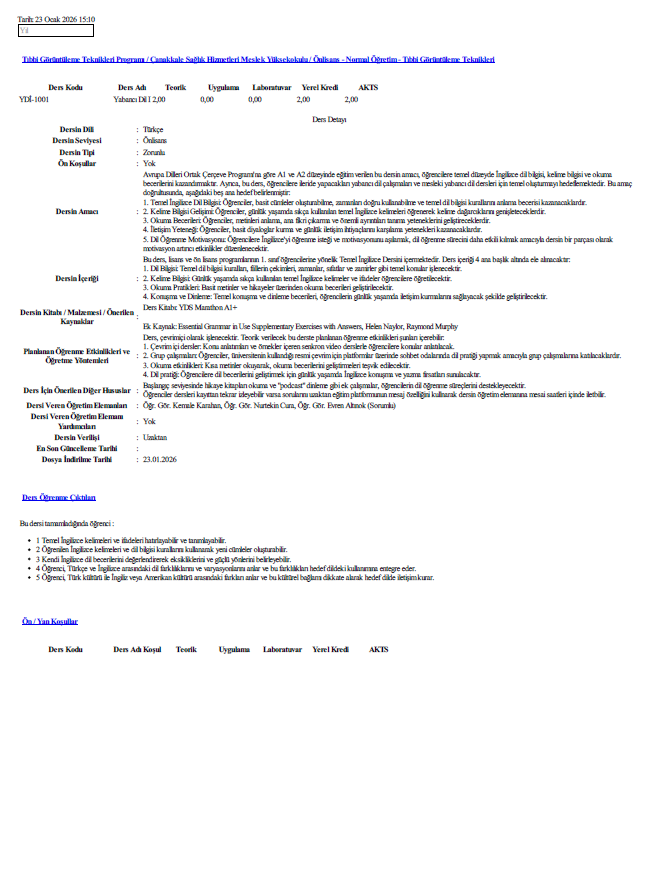 Tarih: 23 Ocak 2026 15:10
Yıl
Tıbbi Görüntüleme Teknikleri Programı / Çanakkale Sağlık Hizmetleri Meslek Yüksekokulu / Önlisans - Normal Öğretim - Tıbbi Görüntüleme Teknikleri
Ders Kodu Ders Adı Teorik Uygulama Laboratuvar Yerel Kredi AKTS
YDİ-1001 Yabancı Dil I 2,00 0,00 0,00 2,00 2,00
Ders Detayı
Dersin Dili : Türkçe
Dersin Seviyesi : Önlisans
Dersin Tipi : Zorunlu
Ön Koşullar : Yok
Dersin Amacı :
Avrupa Dilleri Ortak Çerçeve Programı'na göre A1 ve A2 düzeyinde eğitim verilen bu dersin amacı, öğrencilere temel düzeyde İngilizce dil bilgisi, kelime bilgisi ve okuma
becerilerini kazandırmaktır. Ayrıca, bu ders, öğrencilere ileride yapacakları yabancı dil çalışmaları ve mesleki yabancı dil dersleri için temel oluşturmayı hedeflemektedir. Bu amaç
doğrultusunda, aşağıdaki beş ana hedef belirlenmiştir:
1. Temel İngilizce Dil Bilgisi: Öğrenciler, basit cümleler oluşturabilme, zamanları doğru kullanabilme ve temel dil bilgisi kurallarını anlama becerisi kazanacaklardır.
2. Kelime Bilgisi Gelişimi: Öğrenciler, günlük yaşamda sıkça kullanılan temel İngilizce kelimeleri öğrenerek kelime dağarcıklarını genişleteceklerdir.
3. Okuma Becerileri: Öğrenciler, metinleri anlama, ana fikri çıkarma ve önemli ayrıntıları tanıma yeteneklerini geliştireceklerdir.
4. İletişim Yeteneği: Öğrenciler, basit diyaloglar kurma ve günlük iletişim ihtiyaçlarını karşılama yetenekleri kazanacaklardır.
5. Dil Öğrenme Motivasyonu: Öğrencilere İngilizce'yi öğrenme isteği ve motivasyonunu aşılamak, dil öğrenme sürecini daha etkili kılmak amacıyla dersin bir parçası olarak
motivasyon artırıcı etkinlikler düzenlenecektir.
Dersin İçeriği :
Bu ders, lisans ve ön lisans programlarının 1. sınıf öğrencilerine yönelik Temel İngilizce Dersini içermektedir. Ders içeriği 4 ana başlık altında ele alınacaktır:
1. Dil Bilgisi: Temel dil bilgisi kuralları, fiillerin çekimleri, zamanlar, sıfatlar ve zamirler gibi temel konular işlenecektir.
2. Kelime Bilgisi: Günlük yaşamda sıkça kullanılan temel İngilizce kelimeler ve ifadeler öğrencilere öğretilecektir.
3. Okuma Pratikleri: Basit metinler ve hikayeler üzerinden okuma becerileri geliştirilecektir.
4. Konuşma ve Dinleme: Temel konuşma ve dinleme becerileri, öğrencilerin günlük yaşamda iletişim kurmalarını sağlayacak şekilde geliştirilecektir.
Dersin Kitabı / Malzemesi / Önerilen
Kaynaklar :
Ders Kitabı: YDS Marathon A1+
Ek Kaynak: Essential Grammar in Use Supplementary Exercises with Answers, Helen Naylor, Raymond Murphy
Planlanan Öğrenme Etkinlikleri ve
Öğretme Yöntemleri :
Ders, çevrimiçi olarak işlenecektir. Teorik verilecek bu derste planlanan öğrenme etkinlikleri şunları içerebilir:
1. Çevrim içi dersler: Konu anlatımları ve örnekler içeren senkron video derslerle öğrencilere konular anlatılacak.
2. Grup çalışmaları: Öğrenciler, üniversitenin kullandığı resmi çevrim için platformlar üzerinde sohbet odalarında dil pratiği yapmak amacıyla grup çalışmalarına katılacaklardır.
3. Okuma etkinlikleri: Kısa metinler okuyarak, okuma becerilerini geliştirmeleri teşvik edilecektir.
4. Dil pratiği: Öğrencilere dil becerilerini geliştirmek için günlük yaşamda İngilizce konuşma ve yazma fırsatları sunulacaktır.
Ders İçin Önerilen Diğer Hususlar :
Başlangıç seviyesinde hikaye kitapları okuma ve "podcast" dinleme gibi ek çalışmalar, öğrencilerin dil öğrenme süreçlerini destekleyecektir.
Öğrenciler dersleri kayıttan tekrar izleyebilir varsa sorularını uzaktan eğitim platformunun mesaj özelliğini kullanarak dersin öğretim elemanına mesai saatleri içinde iletebilir.
Dersi Veren Öğretim Elemanları : Öğr. Gör. Kemale Karahan, Öğr. Gör. Nurtekin Cura, Öğr. Gör. Evren Altınok (Sorumlu)
Dersi Veren Öğretim Elemanı
Yardımcıları : Yok
Dersin Verilişi : Uzaktan
En Son Güncelleme Tarihi :
Dosya İndirilme Tarihi : 23.01.2026
Ders Öğrenme Çıktıları
Bu dersi tamamladığında öğrenci :
• 1 Temel İngilizce kelimeleri ve ifadeleri hatırlayabilir ve tanımlayabilir.
• 2 Öğrenilen İngilizce kelimeleri ve dil bilgisi kurallarını kullanarak yeni cümleler oluşturabilir.
• 3 Kendi İngilizce dil becerilerini değerlendirerek eksikliklerini ve güçlü yönlerini belirleyebilir.
• 4 Öğrenci, Türkçe ve İngilizce arasındaki dil farklılıklarını ve varyasyonlarını anlar ve bu farklılıkları hedef dildeki kullanımına entegre eder.
• 5 Öğrenci, Türk kültürü ile İngiliz veya Amerikan kültürü arasındaki farkları anlar ve bu kültürel bağlamı dikkate alarak hedef dilde iletişim kurar.
Ön / Yan Koşullar
Ders Kodu Ders Adı Koşul Teorik Uygulama Laboratuvar Yerel Kredi AKTS